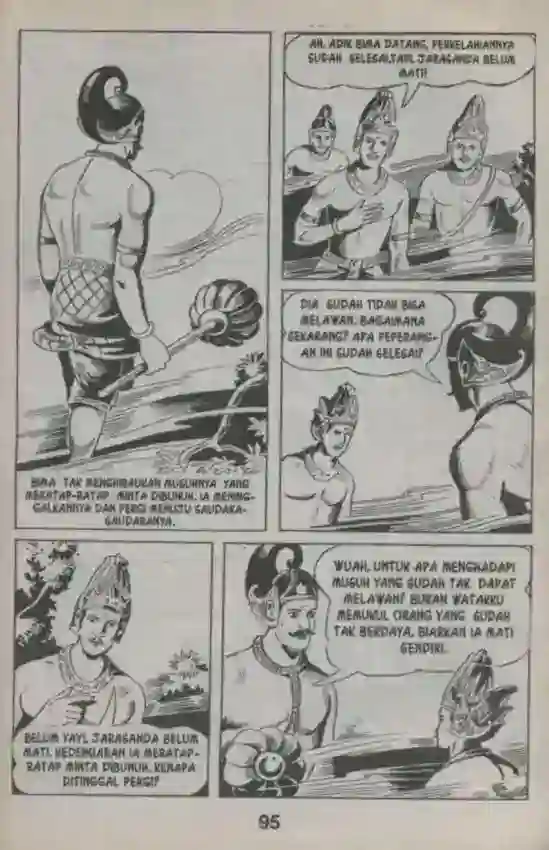 BIMA TAK MENGHIRAUKAN MUSUHNYA YANG
MERATAP-RATAP MINTA DIBUNUH. IA MENING-
GALKANNYA DAN PERGI MENUJU SAUDARA-
SAUDARANYA.
AH, ADIK BIMA DATANG, PERKELAHIANNYA
SUDAH SELESAI, TAPI JARASANDA BELUM
MATI!
DIA SUDAH TIDAK BISA
MELAWAN. BAGAIMANA
SEKARANG? APA PEPERANG-
AN INI SUDAH SELESAI?
BELUM YAYI, JARASANDA BELUM
MATI. KEDENGARAN IA MERATAP-
RATAP MINTA DIBUNUH. KENAPA
DITINGGAL PERGI?
WUAH, UNTUK APA MENGHADAPI
MUSUH YANG SUDAH TAK DAPAT
MELAWAN? BUKAN WATAKKU
MEMUKUL ORANG YANG SUDAH
TAK BERDAYA, BIARKAN IA MATI
SENDIRI.
95